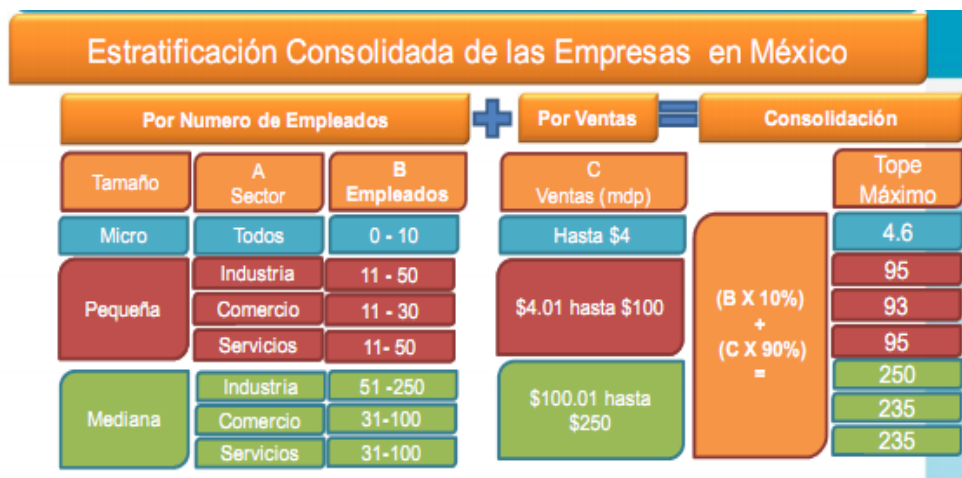 Estratificación Consolidada de las Empresas en México
Por Numero de Empleados + Por Ventas = Consolidación
Tamaño A Sector B Empleados C Ventas (mdp) Tope Máximo
Micro Todos 0 - 10 Hasta $4 4.6
Pequeña
Industria 11 - 50 95
Comercio 11 - 30 93
Servicios 11- 50 95
$4.01 hasta $100
Mediana
Industria 51 -250 250
Comercio 31-100 235
Servicios 31-100 235
$100.01 hasta
$250
(B X 10%)
+
(C X 90%)
=